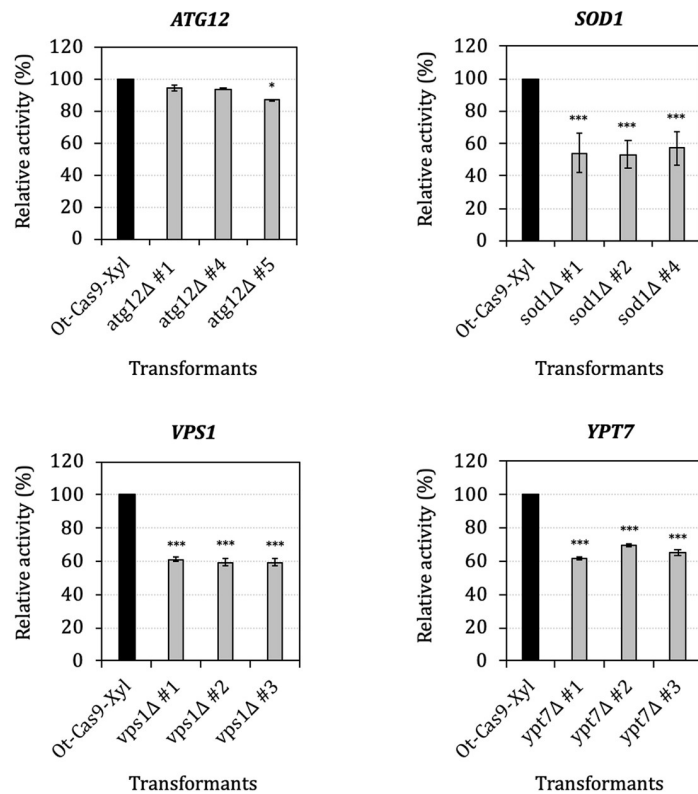 ATG12
Relative activity (%)
120
100
80
60
40
20
0
*
Ot-Cas9-Xyl
atg12Δ #1
atg12Δ #4
atg12Δ #5
Transformants
SOD1
Relative activity (%)
120
100
80
60
40
20
0
***
***
***
Ot-Cas9-Xyl
sod1Δ #1
sod1Δ #2
sod1Δ #4
Transformants
VPS1
Relative activity (%)
120
100
80
60
40
20
0
***
***
***
Ot-Cas9-Xyl
vps1Δ #1
vps1Δ #2
vps1Δ #3
Transformants
YPT7
Relative activity (%)
120
100
80
60
40
20
0
***
***
***
Ot-Cas9-Xyl
ypt7Δ #1
ypt7Δ #2
ypt7Δ #3
Transformants